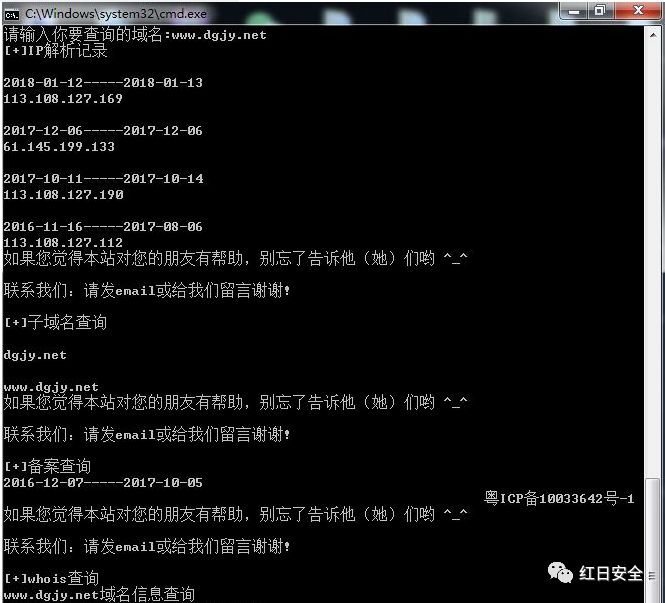 C:\Windows\system32\cmd.exe
请输入你要查询的域名:www.dgjy.net
[+]IP解析记录
2018-01-12-----2018-01-13
113.108.127.169
2017-12-06-----2017-12-06
61.145.199.133
2017-10-11-----2017-10-14
113.108.127.190
2016-11-16-----2017-08-06
113.108.127.112
如果您觉得本站对您的朋友有帮助，别忘了告诉他（她）们哟 ^_^
联系我们：请发email或给我们留言谢谢!
[+]子域名查询
dgjy.net
www.dgjy.net
如果您觉得本站对您的朋友有帮助，别忘了告诉他（她）们哟 ^_^
联系我们：请发email或给我们留言谢谢!
[+]备案查询
2016-12-07-----2017-10-05
粤ICP备10033642号-1
如果您觉得本站对您的朋友有帮助，别忘了告诉他（她）们哟 ^_^
联系我们：请发email或给我们留言谢谢!
[+]whois查询
www.dgjy.net域名信息查询
红日安全